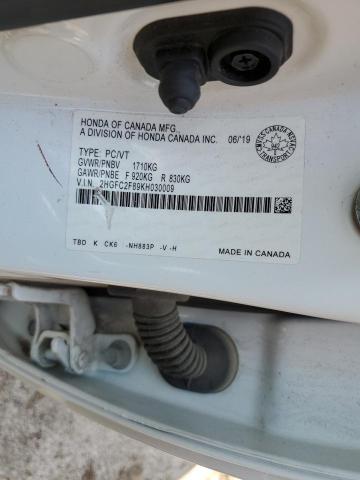 HONDA OF CANADA MFG.
A DIVISION OF HONDA CANADA INC. 06/19
TYPE: PC/VT
GVWR/PNBV 1710KG
GAWR/PNBE F 920KG R 830KG
V.I.N. 2HGFC2F89KH030009
TBD K CK6 -NH883P -V -H
MADE IN CANADA